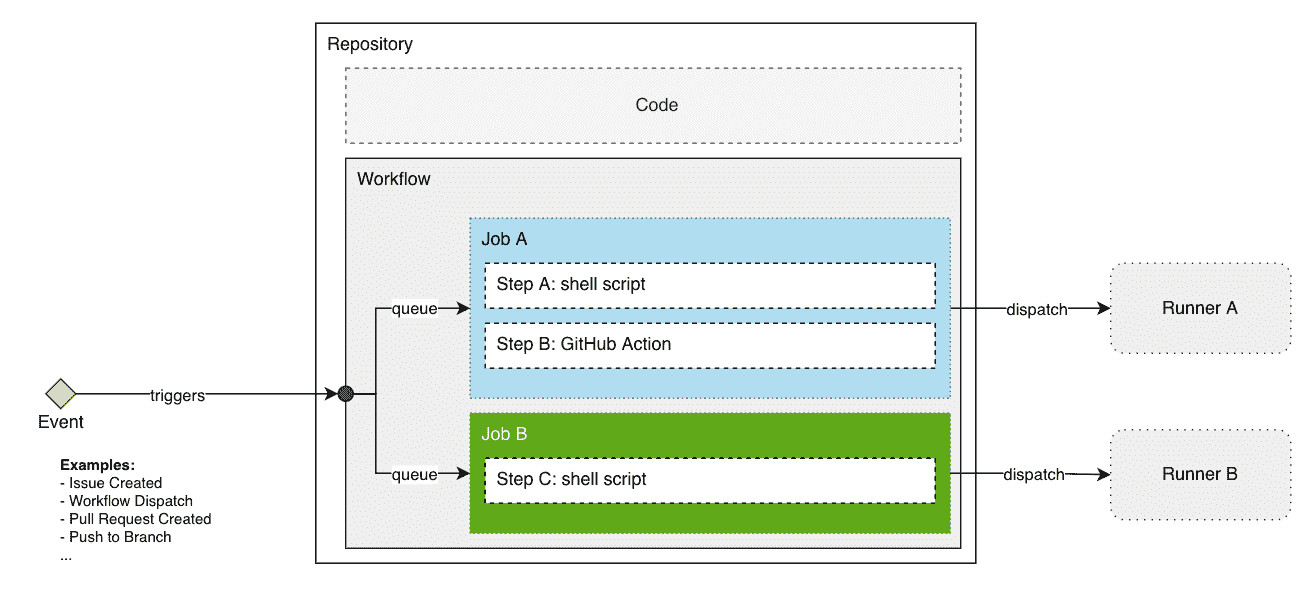 Repository
Code
Workflow
Job A
Step A: shell script
queue
dispatch
Runner A
Step B: GitHub Action
triggers
Event
Job B
Step C: shell script
queue
dispatch
Runner B
Examples:
- Issue Created
- Workflow Dispatch
- Pull Request Created
- Push to Branch
...